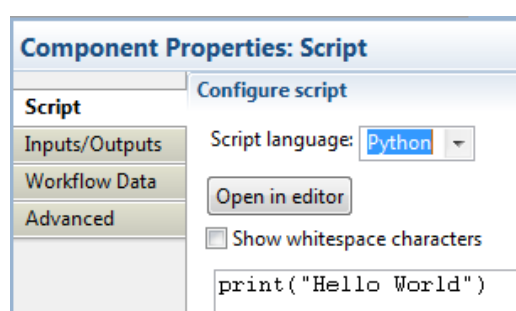 Component Properties: Script
Script
Inputs/Outputs
Workflow Data
Advanced
Configure script
Script language: Python
Open in editor
Show whitespace characters
print("Hello World")